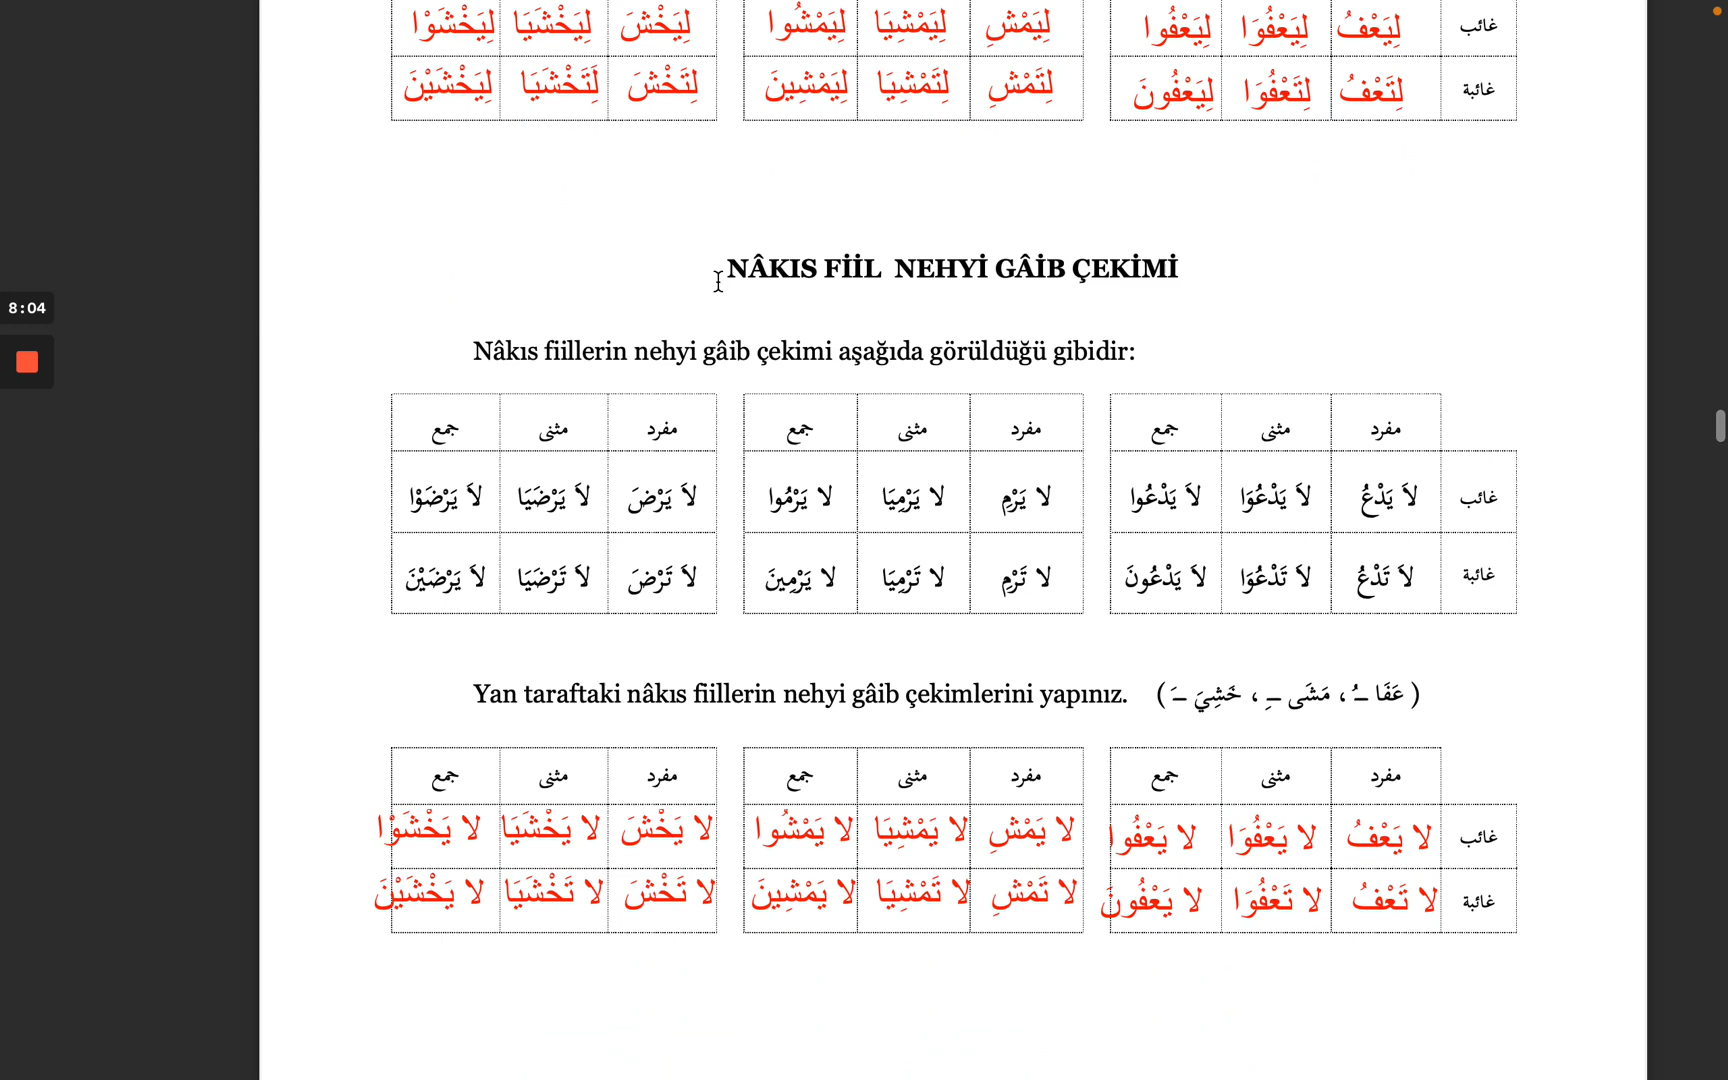 غائب لِيَعْفُ لِيَعْفُوَا لِيَعْفُوا لِيَمْشِ لِيَمْشِيَا لِيَمْشُوا لِيَخْشَ لِيَخْشَيَا لِيَخْشَوْا
غائبة لِتَعْفُ لِتَعْفُوَا لِيَعْفُونَ لِتَمْشِ لِتَمْشِيَا لِيَمْشِينَ لِتَخْشَ لِتَخْشَيَا لِيَخْشَيْنَ
NÂKIS FİİL NEHYİ GÂİB ÇEKİMİ
8:04
Nâkıs fiillerin nehyi gâib çekimi aşağıda görüldüğü gibidir:
مفرد مثنى جمع مفرد مثنى جمع مفرد مثنى جمع
غائب لاَ يَدْعُ لاَ يَدْعُوَا لاَ يَدْعُوا لا يَرْمِ لا يَرْمِيَا لا يَرْمُوا لاَ يَرْضَ لاَ يَرْضَيَا لاَ يَرْضَوْا
غائبة لاَ تَدْعُ لاَ تَدْعُوَا لاَ يَدْعُونَ لا تَرْمِ لا تَرْمِيَا لا يَرْمِينَ لاَ تَرْضَ لاَ تَرْضَيَا لاَ يَرْضَيْنَ
Yan taraftaki nâkıs fiillerin nehyi gâib çekimlerini yapınız. ( عَفَا ــُ ، مَشَى ــِ ، خَشِيَ ــَ )
مفرد مثنى جمع مفرد مثنى جمع مفرد مثنى جمع
غائب لا يَعْفُ لا يَعْفُوَا لا يَعْفُوا لا يَمْشِ لا يَمْشِيَا لا يَمْشُوا لا يَخْشَ لا يَخْشَيَا لا يَخْشَوْا
غائبة لا تَعْفُ لا تَعْفُوَا لا يَعْفُونَ لا تَمْشِ لا تَمْشِيَا لا يَمْشِينَ لا تَخْشَ لا تَخْشَيَا لا يَخْشَيْنَ